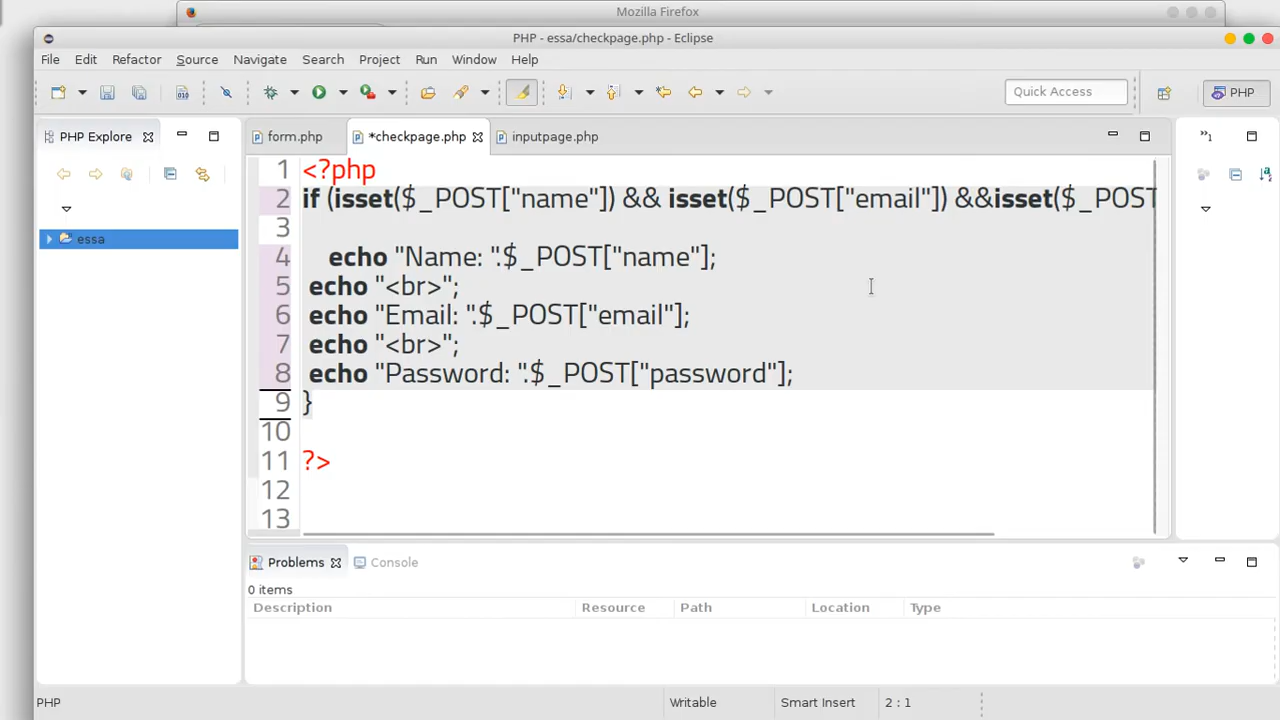 Mozilla Firefox
PHP - essa/checkpage.php - Eclipse
File Edit Refactor Source Navigate Search Project Run Window Help
Quick Access
PHP
PHP Explore
form.php
*checkpage.php
inputpage.php
»1
essa
1 <?php
2 if (isset($_POST["name"]) && isset($_POST["email"]) &&isset($_POST
3
4 echo "Name: ".$_POST["name"];
5 echo "<br>";
6 echo "Email: ".$_POST["email"];
7 echo "<br>";
8 echo "Password: ".$_POST["password"];
9 }
10
11 ?>
12
13
Problems
Console
0 items
Description Resource Path Location Type
PHP
Writable
Smart Insert
2 : 1